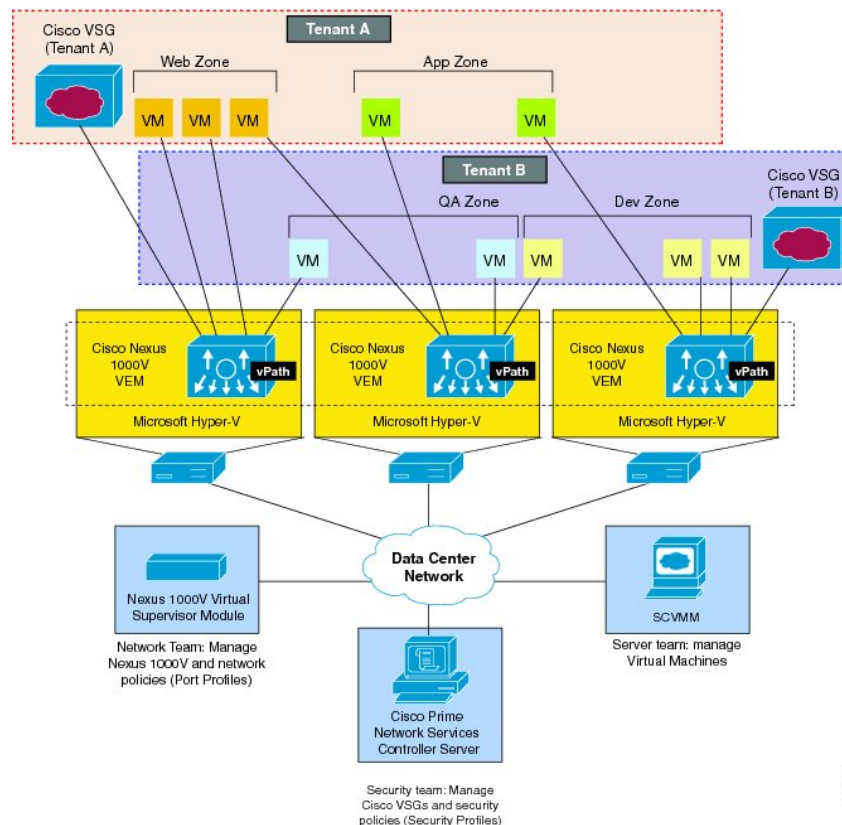 Tenant A
Cisco VSG
(Tenant A)
Web Zone
App Zone
VM
VM
VM
VM
VM
Tenant B
Cisco VSG
(Tenant B)
QA Zone
Dev Zone
VM
VM
VM
VM
VM
Cisco Nexus
1000V
VEM
vPath
Microsoft Hyper-V
Cisco Nexus
1000V
VEM
vPath
Microsoft Hyper-V
Cisco Nexus
1000V
VEM
vPath
Microsoft Hyper-V
Data Center
Network
Nexus 1000V Virtual
Supervisor Module
Network Team: Manage
Nexus 1000V and network
policies (Port Profiles)
SCVMM
Server team: manage
Virtual Machines
Cisco Prime
Network Services
Controller Server
Security team: Manage
Cisco VSGs and security
policies (Security Profiles)